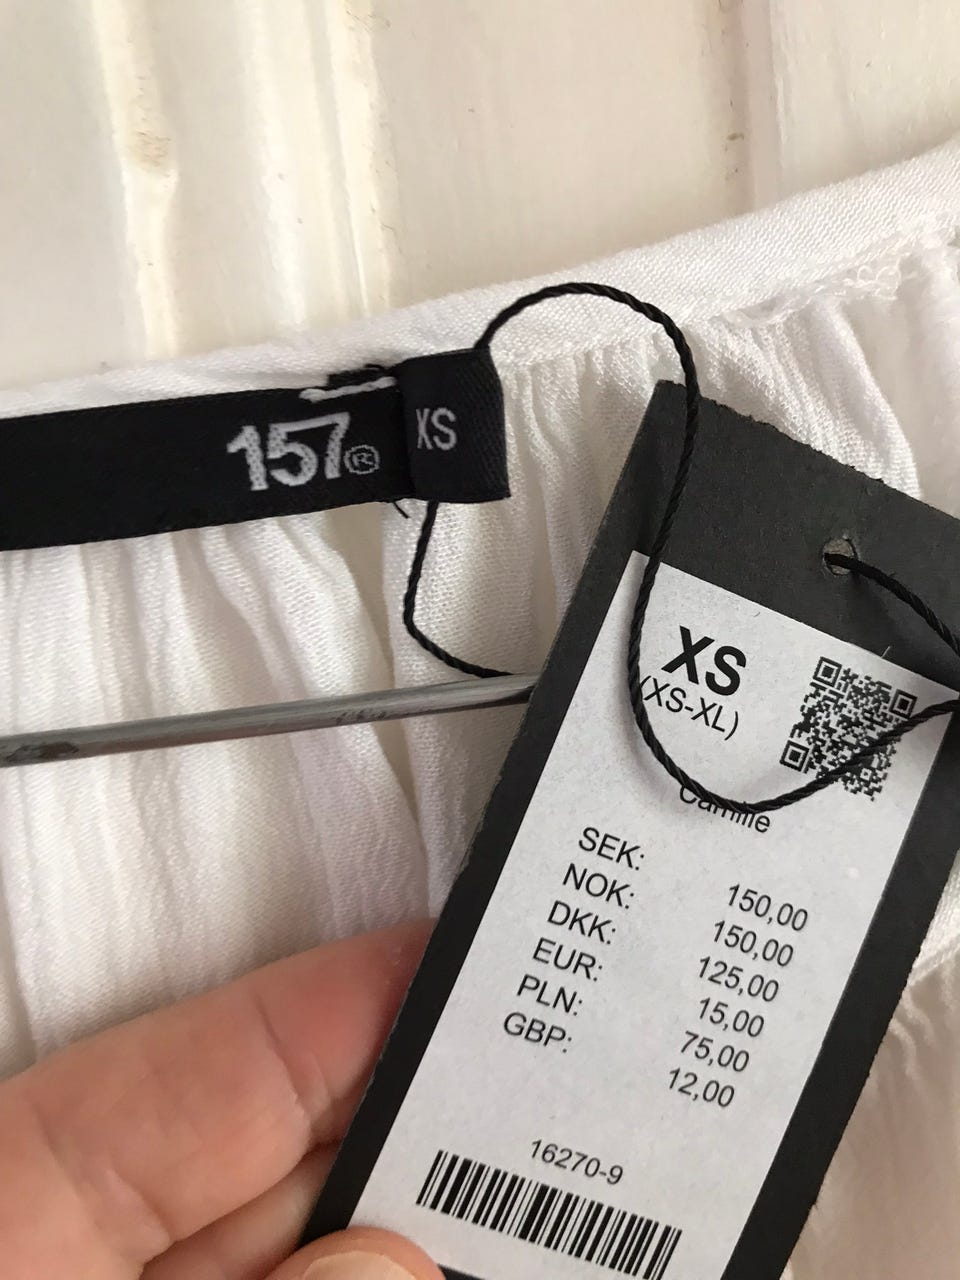 157®
XS
XS
(XS-XL)
Camille
SEK: 150,00
NOK: 150,00
DKK: 125,00
EUR: 15,00
PLN: 75,00
GBP: 12,00
16270-9